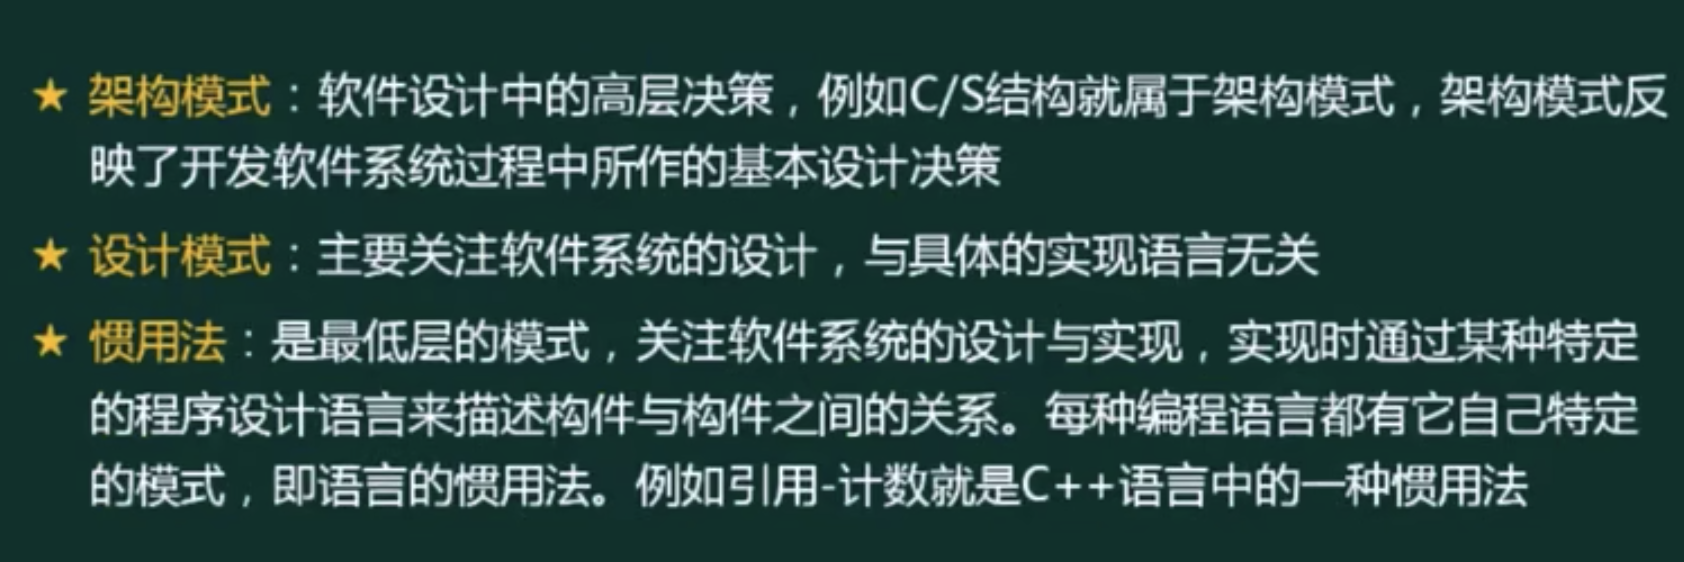 ★ 架构模式：软件设计中的高层决策，例如C/S结构就属于架构模式，架构模式反
映了开发软件系统过程中所作的基本设计决策
★ 设计模式：主要关注软件系统的设计，与具体的实现语言无关
★ 惯用法：是最低层的模式，关注软件系统的设计与实现，实现时通过某种特定
的程序设计语言来描述构件与构件之间的关系。每种编程语言都有它自己特定
的模式，即语言的惯用法。例如引用-计数就是C++语言中的一种惯用法